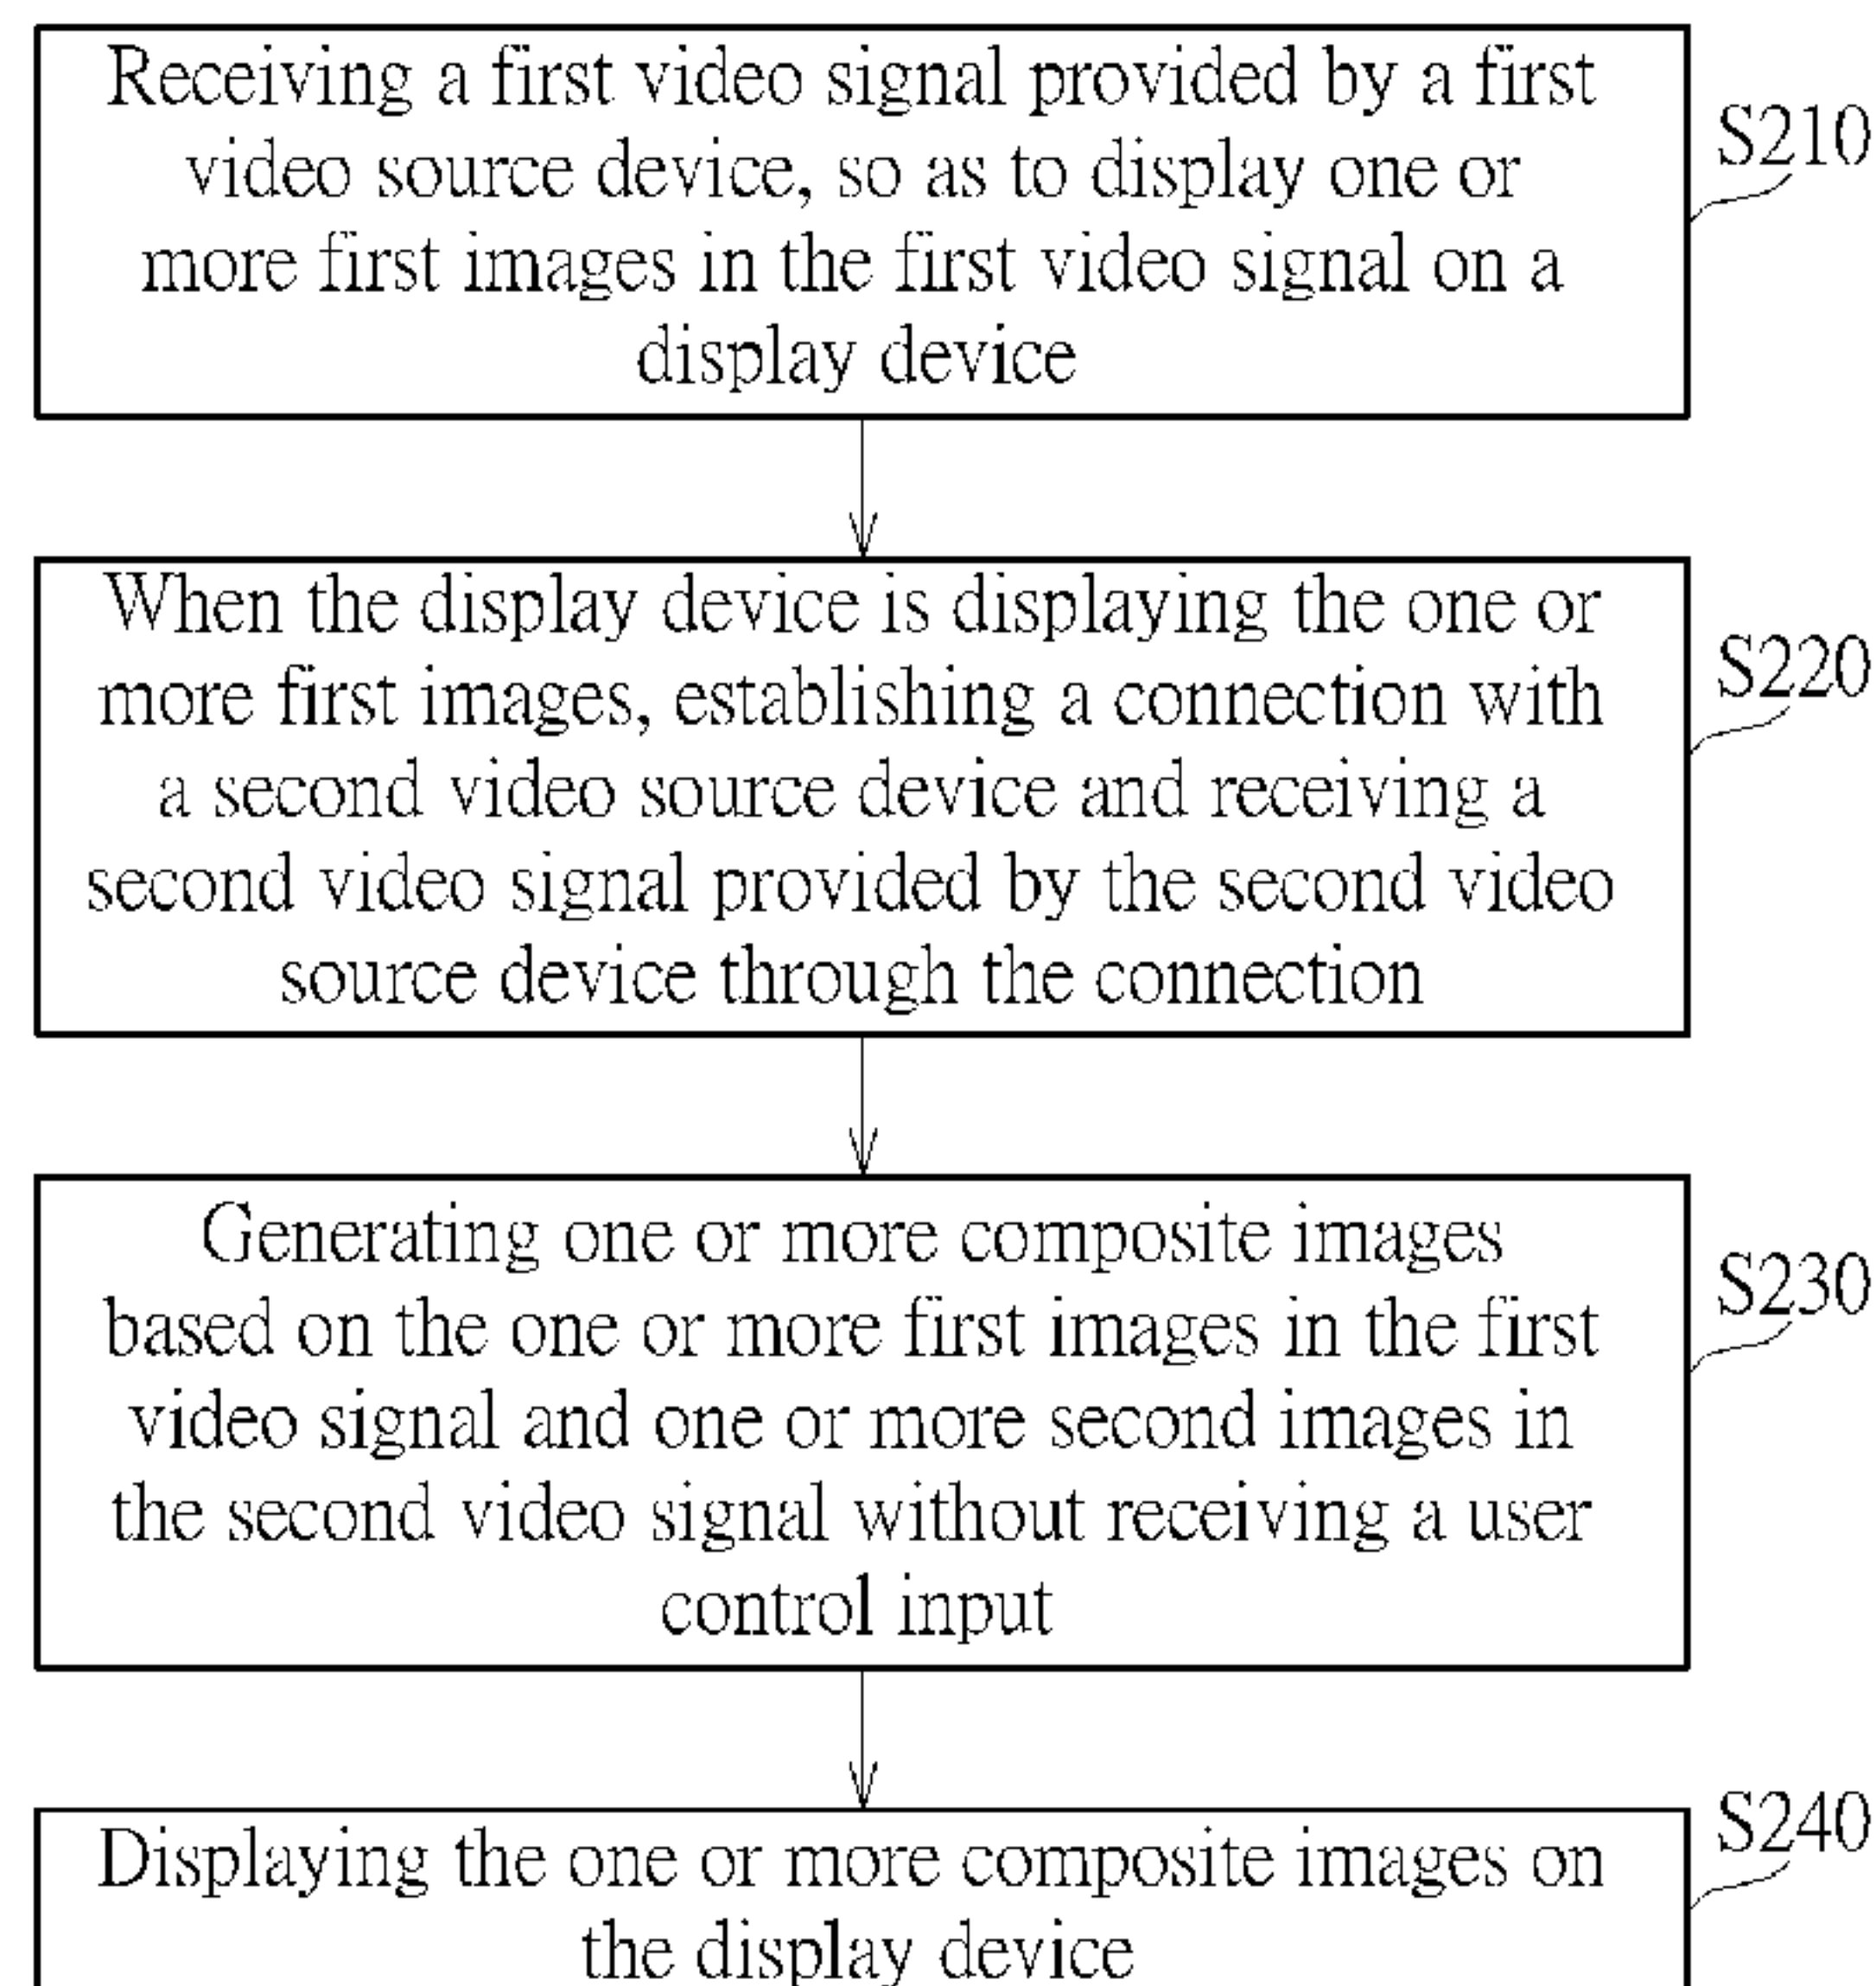 Receiving a first video signal provided by a first
video source device, so as to display one or
more first images in the first video signal on a
display device
S210
When the display device is displaying the one or
more first images, establishing a connection with
a second video source device and receiving a
second video signal provided by the second video
source device through the connection
S220
Generating one or more composite images
based on the one or more first images in the first
video signal and one or more second images in
the second video signal without receiving a user
control input
S230
Displaying the one or more composite images on
the display device
S240